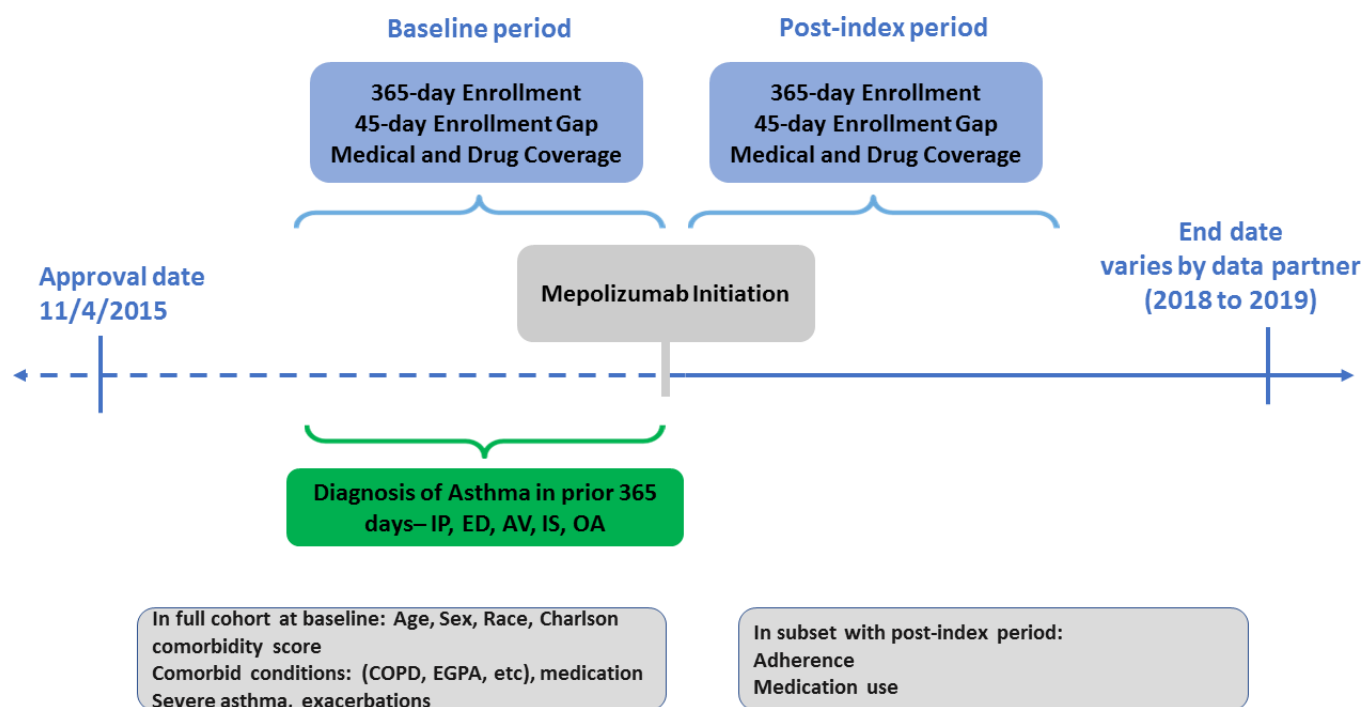 Baseline period
Post-index period
365-day Enrollment
45-day Enrollment Gap
Medical and Drug Coverage
365-day Enrollment
45-day Enrollment Gap
Medical and Drug Coverage
Approval date
11/4/2015
Mepolizumab Initiation
End date
varies by data partner
(2018 to 2019)
Diagnosis of Asthma in prior 365
days– IP, ED, AV, IS, OA
In full cohort at baseline: Age, Sex, Race, Charlson
comorbidity score
Comorbid conditions: (COPD, EGPA, etc), medication
Severe asthma, exacerbations
In subset with post-index period:
Adherence
Medication use